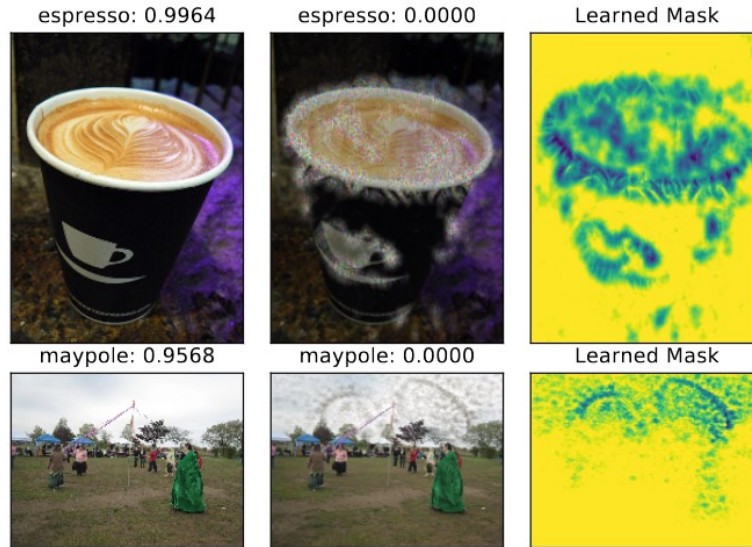 espresso: 0.9964
espresso: 0.0000
Learned Mask
maypole: 0.9568
maypole: 0.0000
Learned Mask